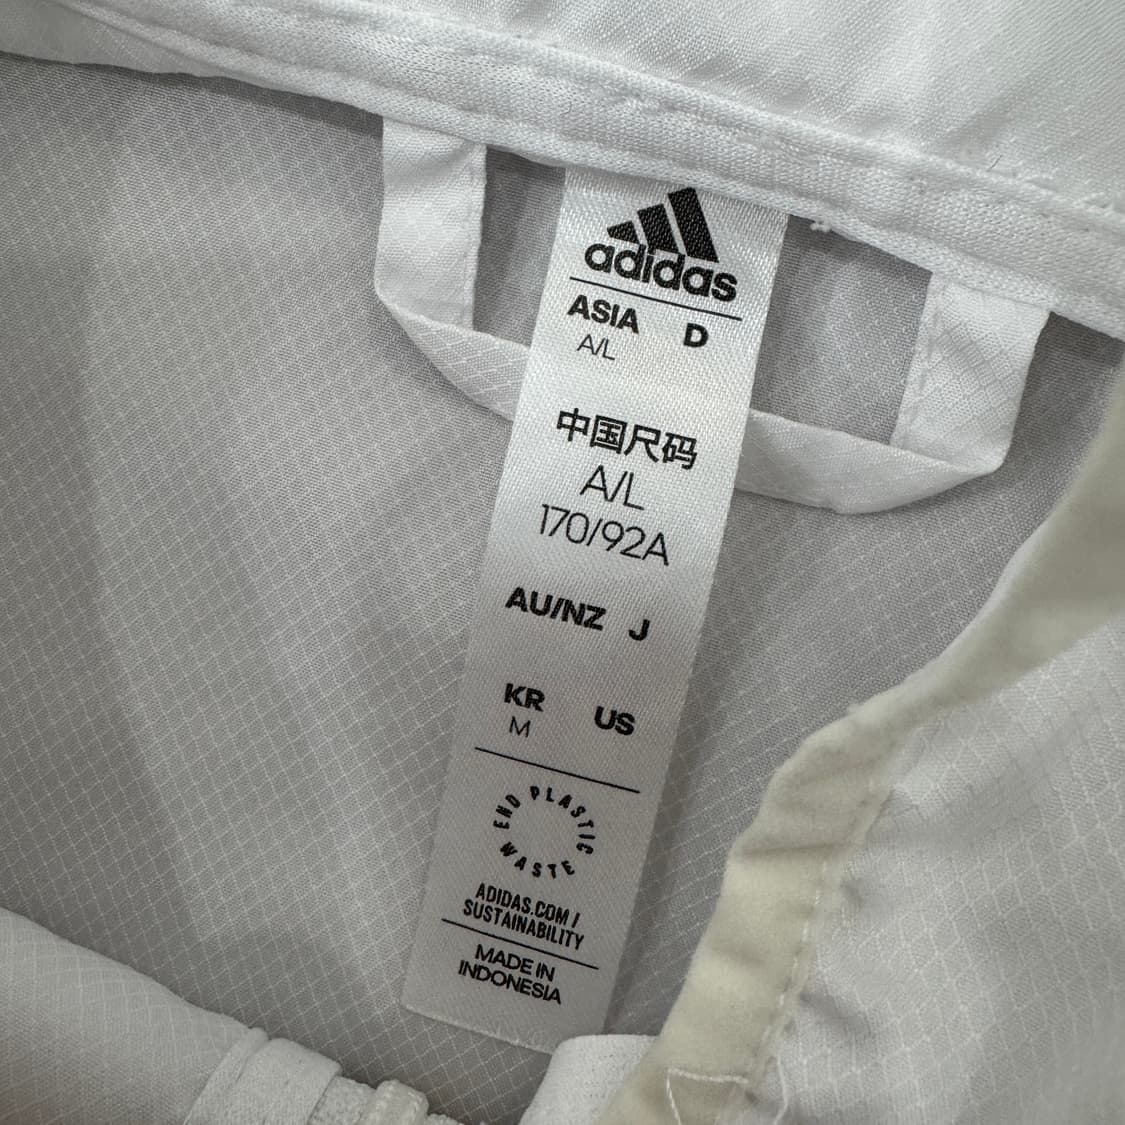 adidas
ASIA D
A/L
中国尺码
A/L
170/92A
AU/NZ J
KR US
M
END PLASTIC WASTE
ADIDAS.COM/
SUSTAINABILITY
MADE IN
INDONESIA